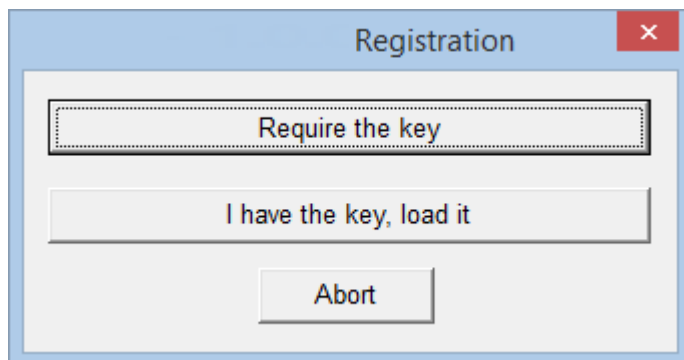 Registration
Require the key
I have the key, load it
Abort